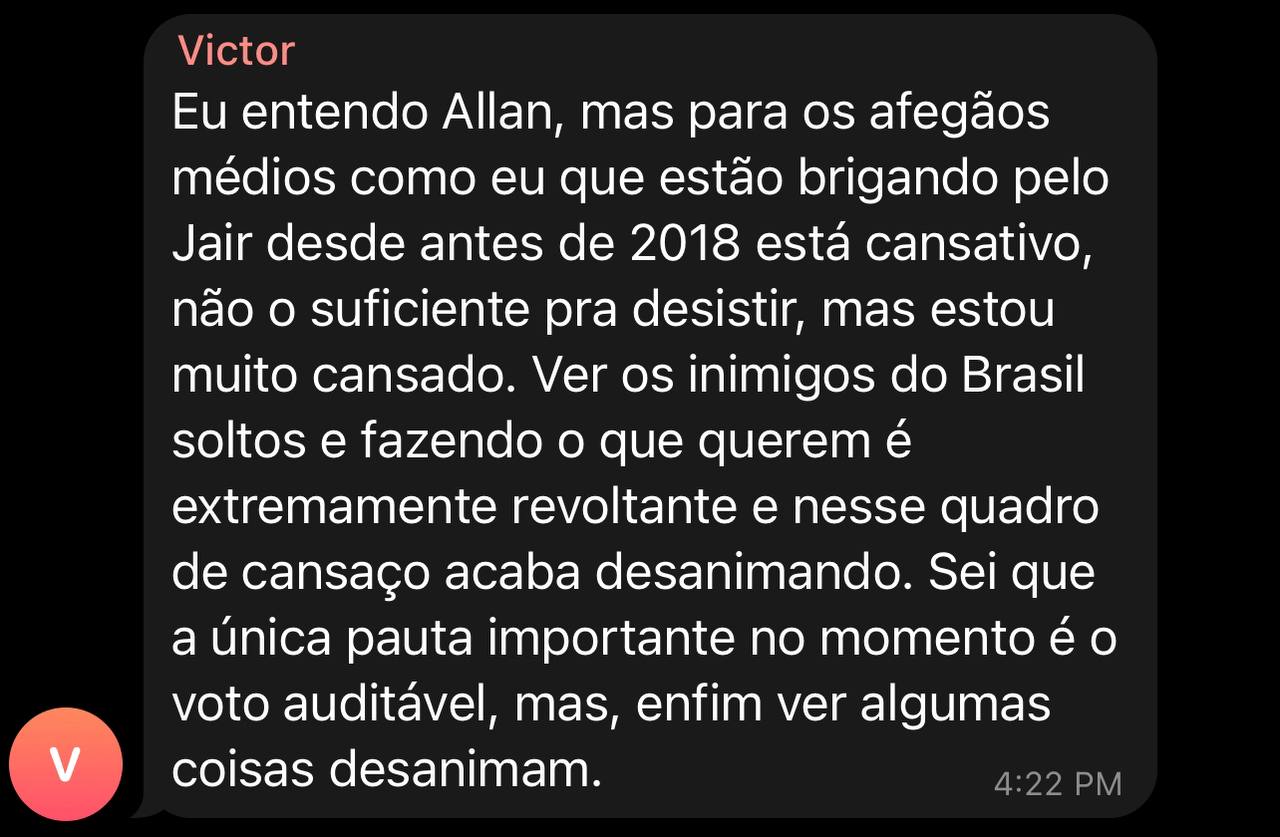 Victor
Eu entendo Allan, mas para os afegãos
médios como eu que estão brigando pelo
Jair desde antes de 2018 está cansativo,
não o suficiente pra desistir, mas estou
muito cansado. Ver os inimigos do Brasil
soltos e fazendo o que querem é
extremamente revoltante e nesse quadro
de cansaço acaba desanimando. Sei que
a única pauta importante no momento é o
voto auditável, mas, enfim ver algumas
coisas desanimam.
4:22 PM
V